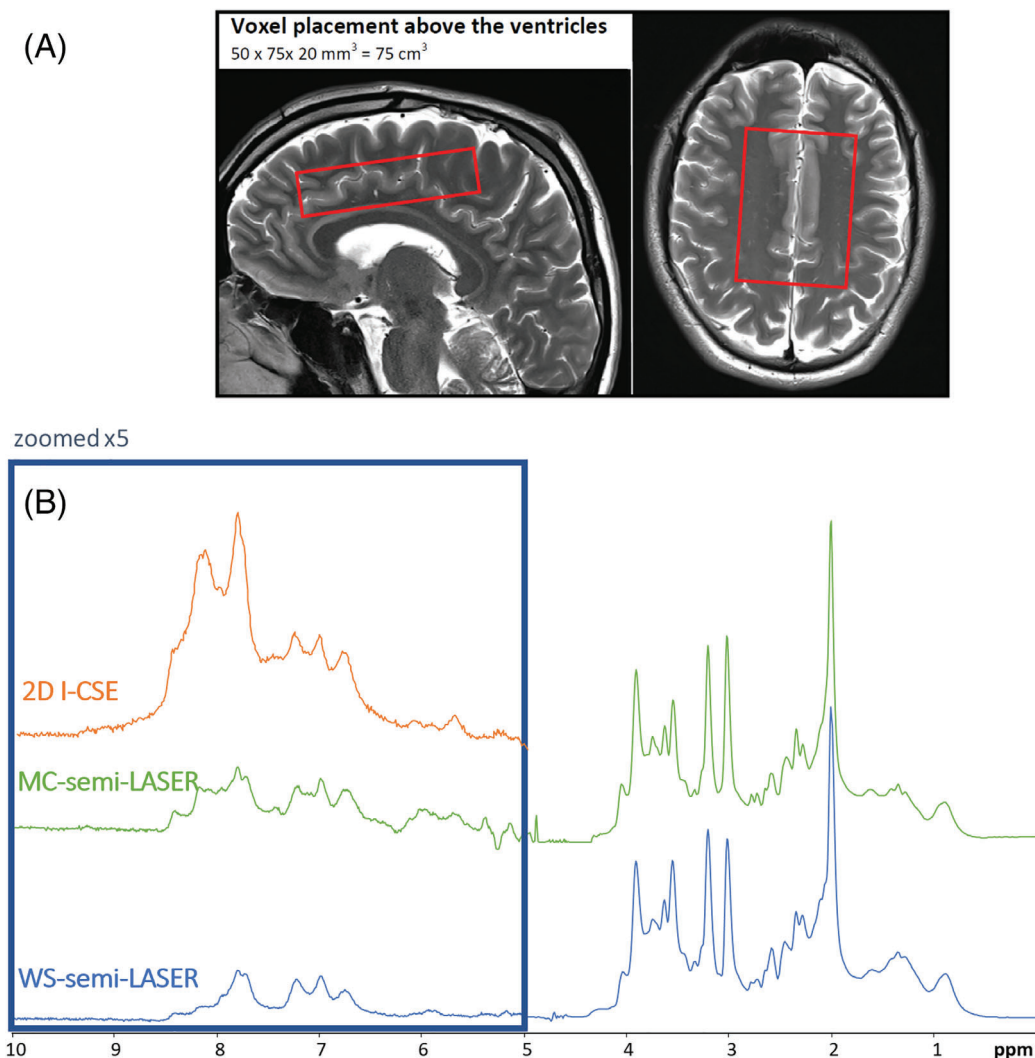 (A)
Voxel placement above the ventricles
50 x 75x 20 mm³ = 75 cm³
zoomed x5
(B)
2D I-CSE
MC-semi-LASER
WS-semi-LASER
10 9 8 7 6 5 4 3 2 1 ppm